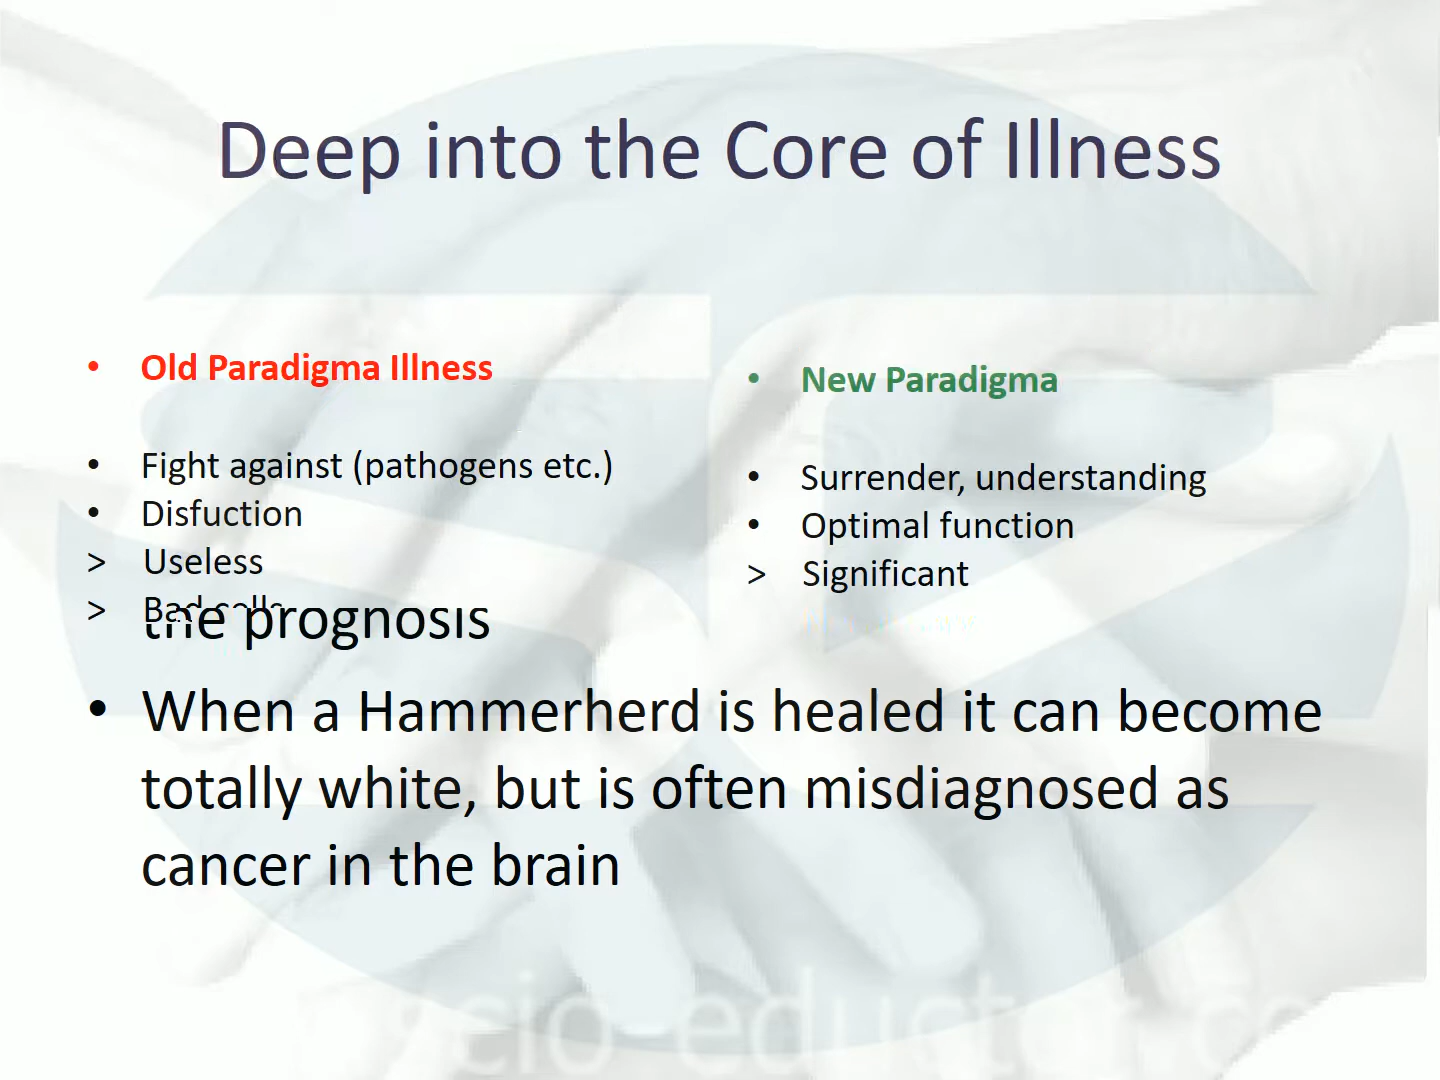 Deep into the Core of Illness
• Old Paradigma Illness
• Fight against (pathogens etc.)
• Disfuction
> Useless
> Bad cells
• New Paradigma
• Surrender, understanding
• Optimal function
> Significant
the prognosis
• When a Hammerherd is healed it can become
totally white, but is often misdiagnosed as
cancer in the brain